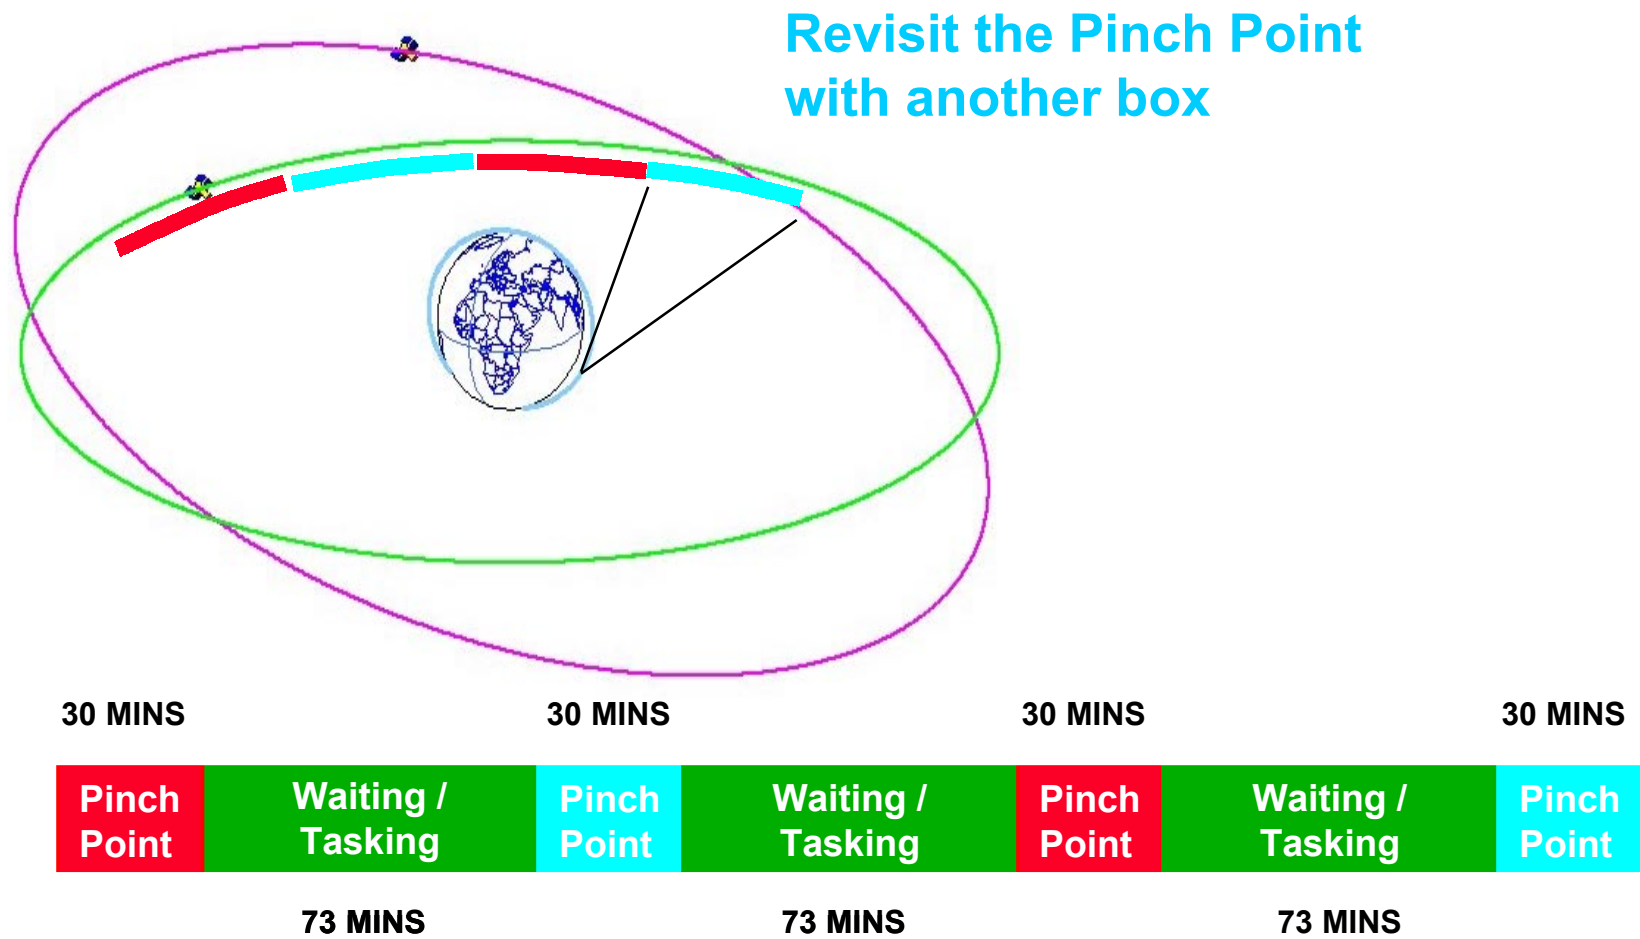 Revisit the Pinch Point
with another box
30 MINS
30 MINS
30 MINS
30 MINS
Pinch
Point
Waiting /
Tasking
Pinch
Point
Waiting /
Tasking
Pinch
Point
Waiting /
Tasking
Pinch
Point
73 MINS
73 MINS
73 MINS